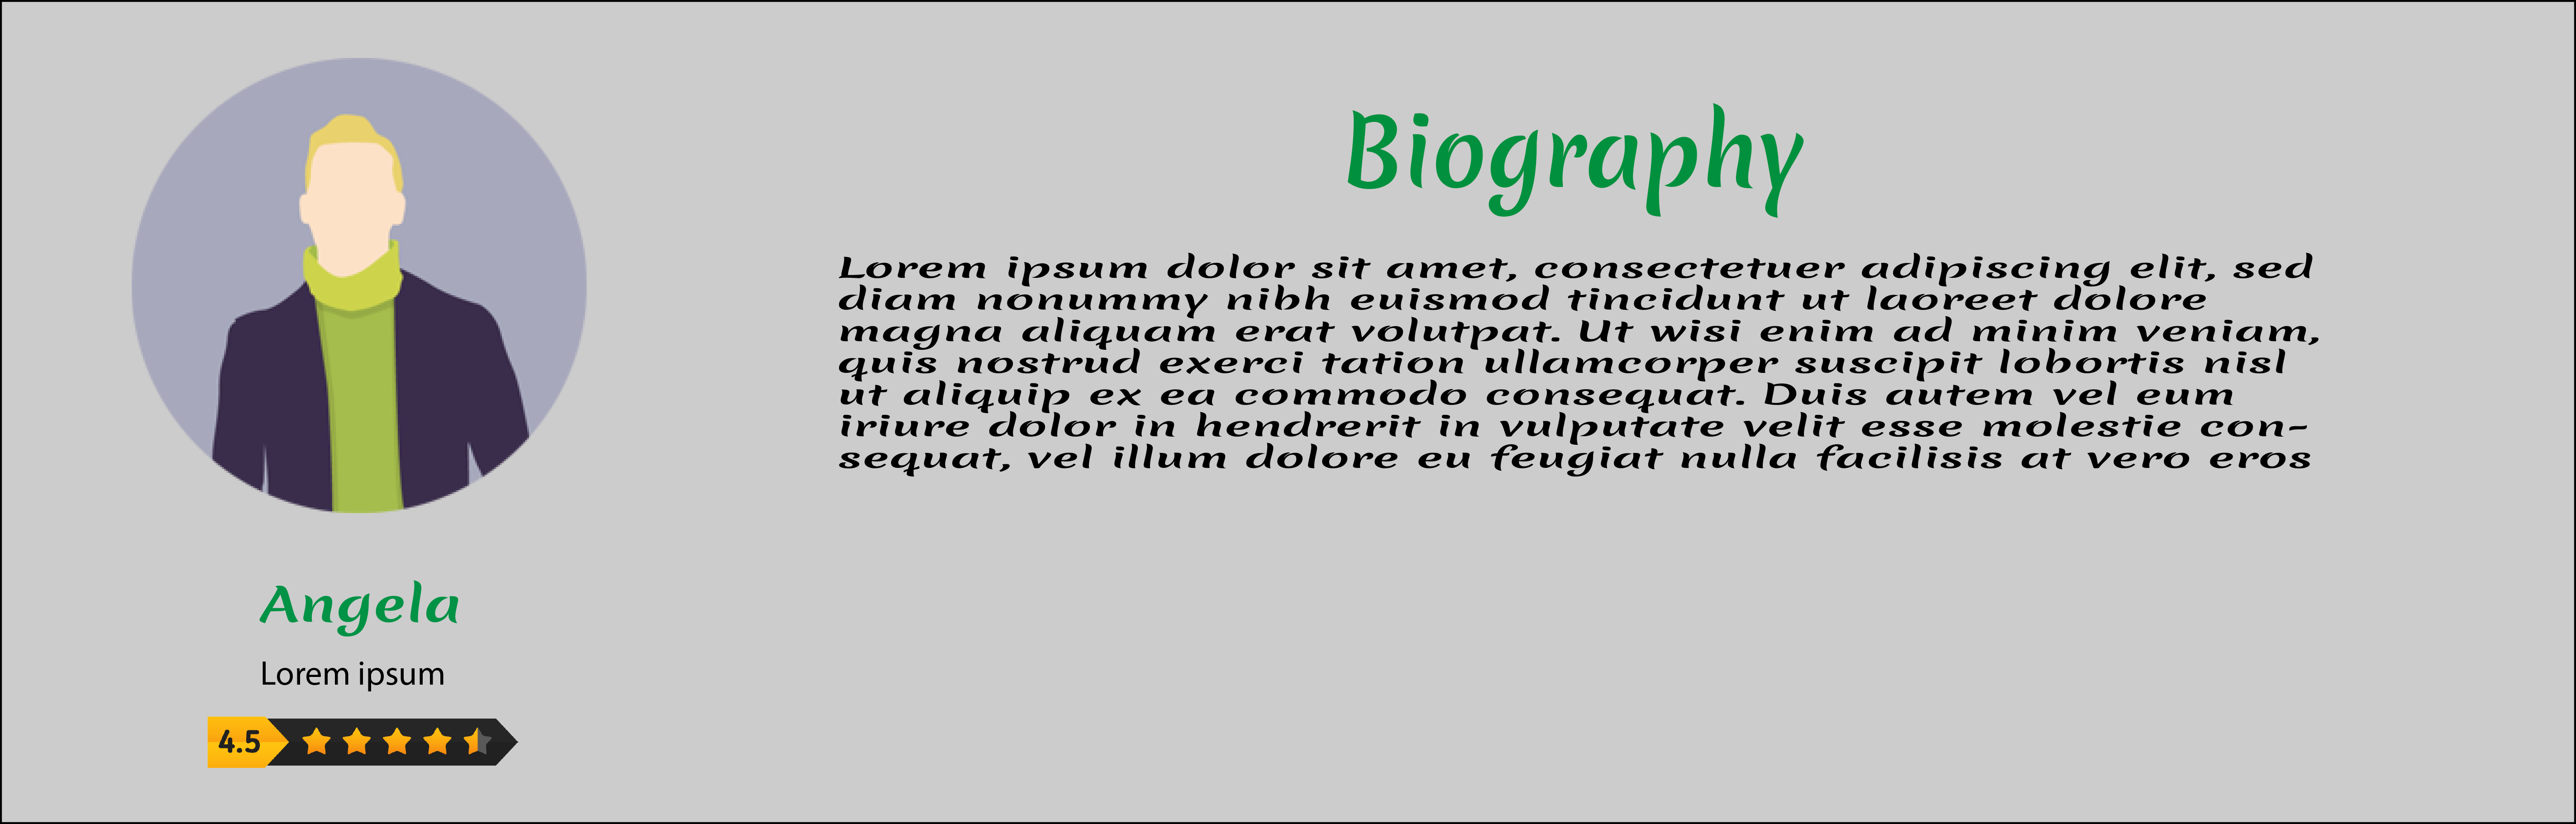 Biography
Lorem ipsum dolor sit amet, consectetuer adipiscing elit, sed
diam nonummy nibh euismod tincidunt ut laoreet dolore
magna aliquam erat volutpat. Ut wisi enim ad minim veniam,
quis nostrud exerci tation ullamcorper suscipit lobortis nisl
ut aliquip ex ea commodo consequat. Duis autem vel eum
iriure dolor in hendrerit in vulputate velit esse molestie con-
sequat, vel illum dolore eu feugiat nulla facilisis at vero eros
Angela
Lorem ipsum
4.5